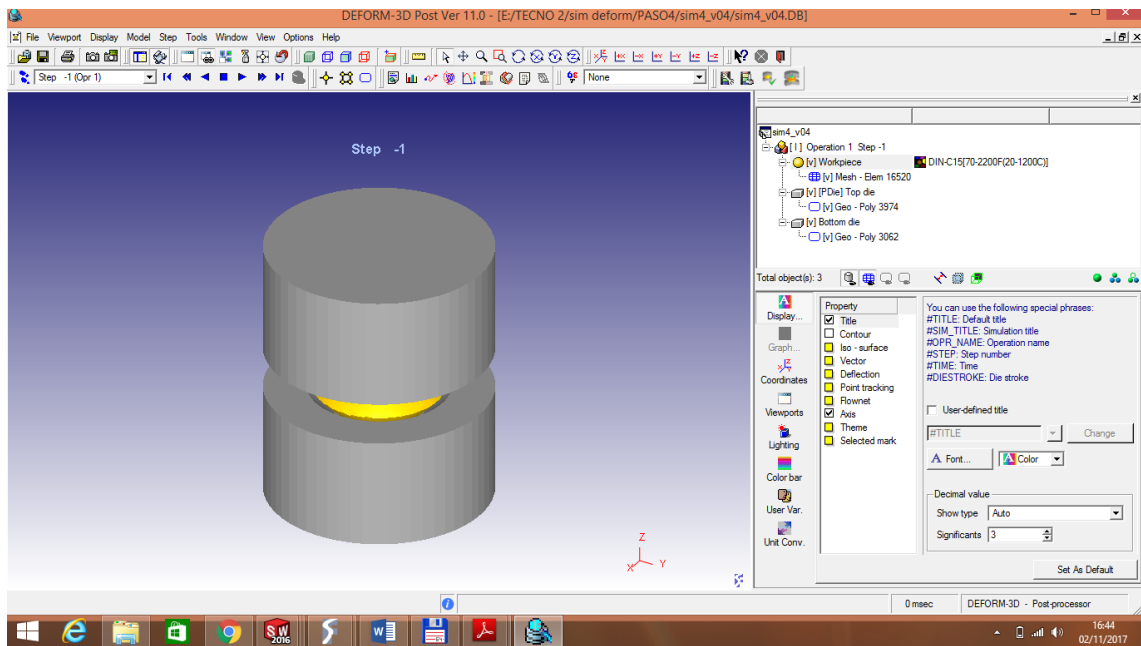 DEFORM-3D Post Ver 11.0 - [E:/TECNO 2/sim deform/PASO4/sim4_v04/sim4_v04.DB]
File Viewport Display Model Step Tools Window View Options Help
Step -1 (Opr 1)
None
Step -1
Z
X
Y
sim4_v04
[I] Operation 1 Step -1
[v] Workpiece
DIN-C15[70-2200F(20-1200C)]
[v] Mesh - Elem 16520
[v] [PDie] Top die
[v] Geo - Poly 3974
[v] Bottom die
[v] Geo - Poly 3062
Total object(s): 3
Display...
Graph...
Coordinates
Viewports
Lighting
Color bar
User Var.
Unit Conv.
Property
Title
Contour
Iso - surface
Vector
Deflection
Point tracking
Flownet
Axis
Theme
Selected mark
You can use the following special phrases:
#TITLE: Default title
#SIM_TITLE: Simulation title
#OPR_NAME: Operation name
#STEP: Step number
#TIME: Time
#DIESTROKE: Die stroke
User-defined title
#TITLE
Change
A Font...
A Color
Decimal value
Show type Auto
Significants 3
Set As Default
0 msec
DEFORM-3D - Post-processor
SW
2016
16:44
02/11/2017